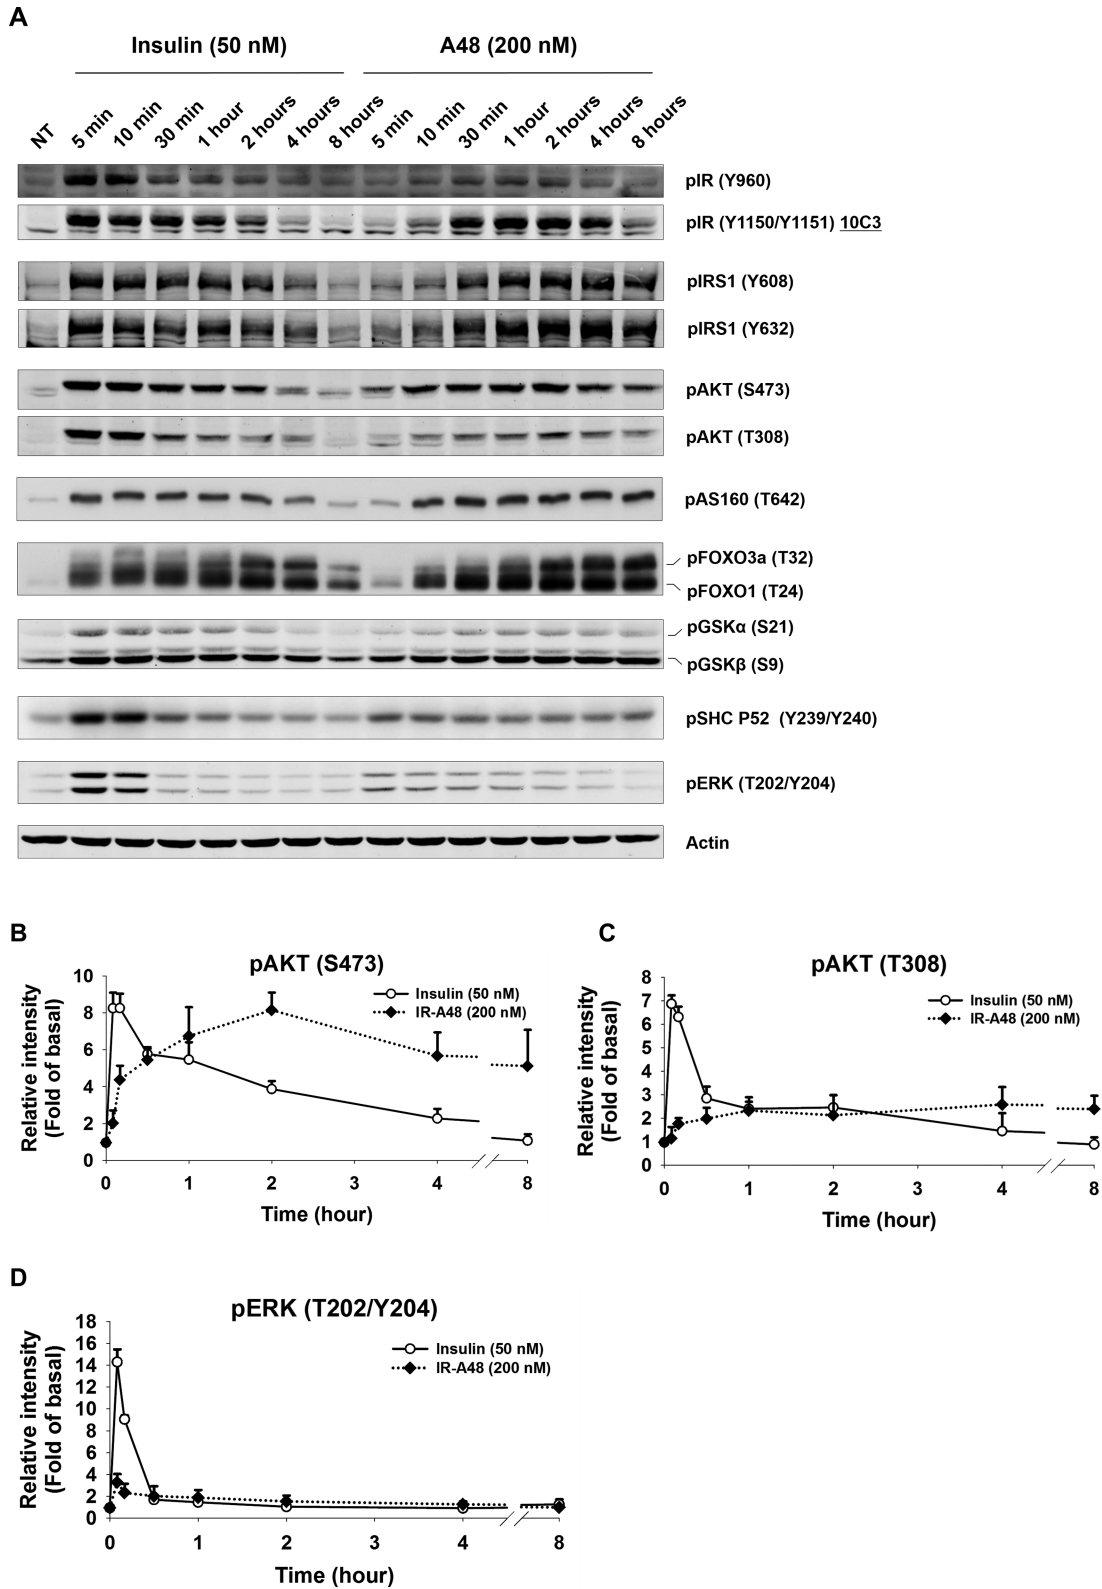 A
Insulin (50 nM) A48 (200 nM)
NT 5 min 10 min 30 min 1 hour 2 hours 4 hours 8 hours 5 min 10 min 30 min 1 hour 2 hours 4 hours 8 hours
pIR (Y960)
pIR (Y1150/Y1151) 10C3
pIRS1 (Y608)
pIRS1 (Y632)
pAKT (S473)
pAKT (T308)
pAS160 (T642)
pFOXO3a (T32)
pFOXO1 (T24)
pGSKα (S21)
pGSKβ (S9)
pSHC P52 (Y239/Y240)
pERK (T202/Y204)
Actin
B
pAKT (S473)
Relative intensity
(Fold of basal)
10
8
6
4
2
0
Insulin (50 nM)
IR-A48 (200 nM)
0 1 2 3 4 8
Time (hour)
C
pAKT (T308)
Relative intensity
(Fold of basal)
8
7
6
5
4
3
2
1
0
Insulin (50 nM)
IR-A48 (200 nM)
0 1 2 3 4 8
Time (hour)
D
pERK (T202/Y204)
Relative intensity
(Fold of basal)
18
16
14
12
10
8
6
4
2
0
Insulin (50 nM)
IR-A48 (200 nM)
0 1 2 3 4 8
Time (hour)